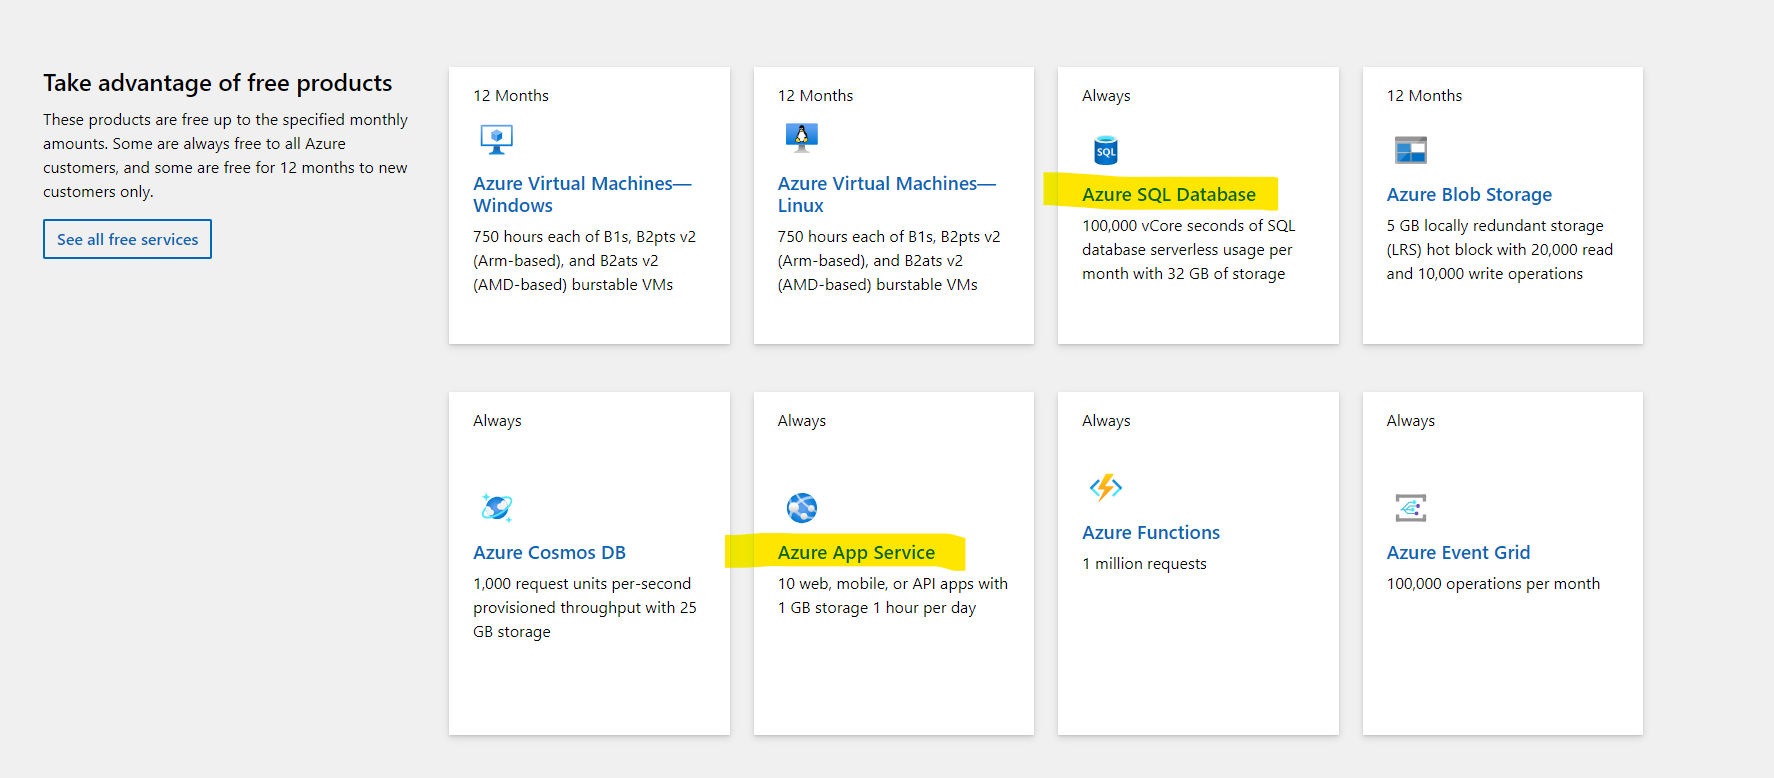 Take advantage of free products
These products are free up to the specified monthly
amounts. Some are always free to all Azure
customers, and some are free for 12 months to new
customers only.
See all free services
12 Months
Azure Virtual Machines—
Windows
750 hours each of B1s, B2pts v2
(Arm-based), and B2ats v2
(AMD-based) burstable VMs
12 Months
Azure Virtual Machines—
Linux
750 hours each of B1s, B2pts v2
(Arm-based), and B2ats v2
(AMD-based) burstable VMs
Always
SQL
Azure SQL Database
100,000 vCore seconds of SQL
database serverless usage per
month with 32 GB of storage
12 Months
Azure Blob Storage
5 GB locally redundant storage
(LRS) hot block with 20,000 read
and 10,000 write operations
Always
Azure Cosmos DB
1,000 request units per-second
provisioned throughput with 25
GB storage
Always
Azure App Service
10 web, mobile, or API apps with
1 GB storage 1 hour per day
Always
Azure Functions
1 million requests
Always
Azure Event Grid
100,000 operations per month